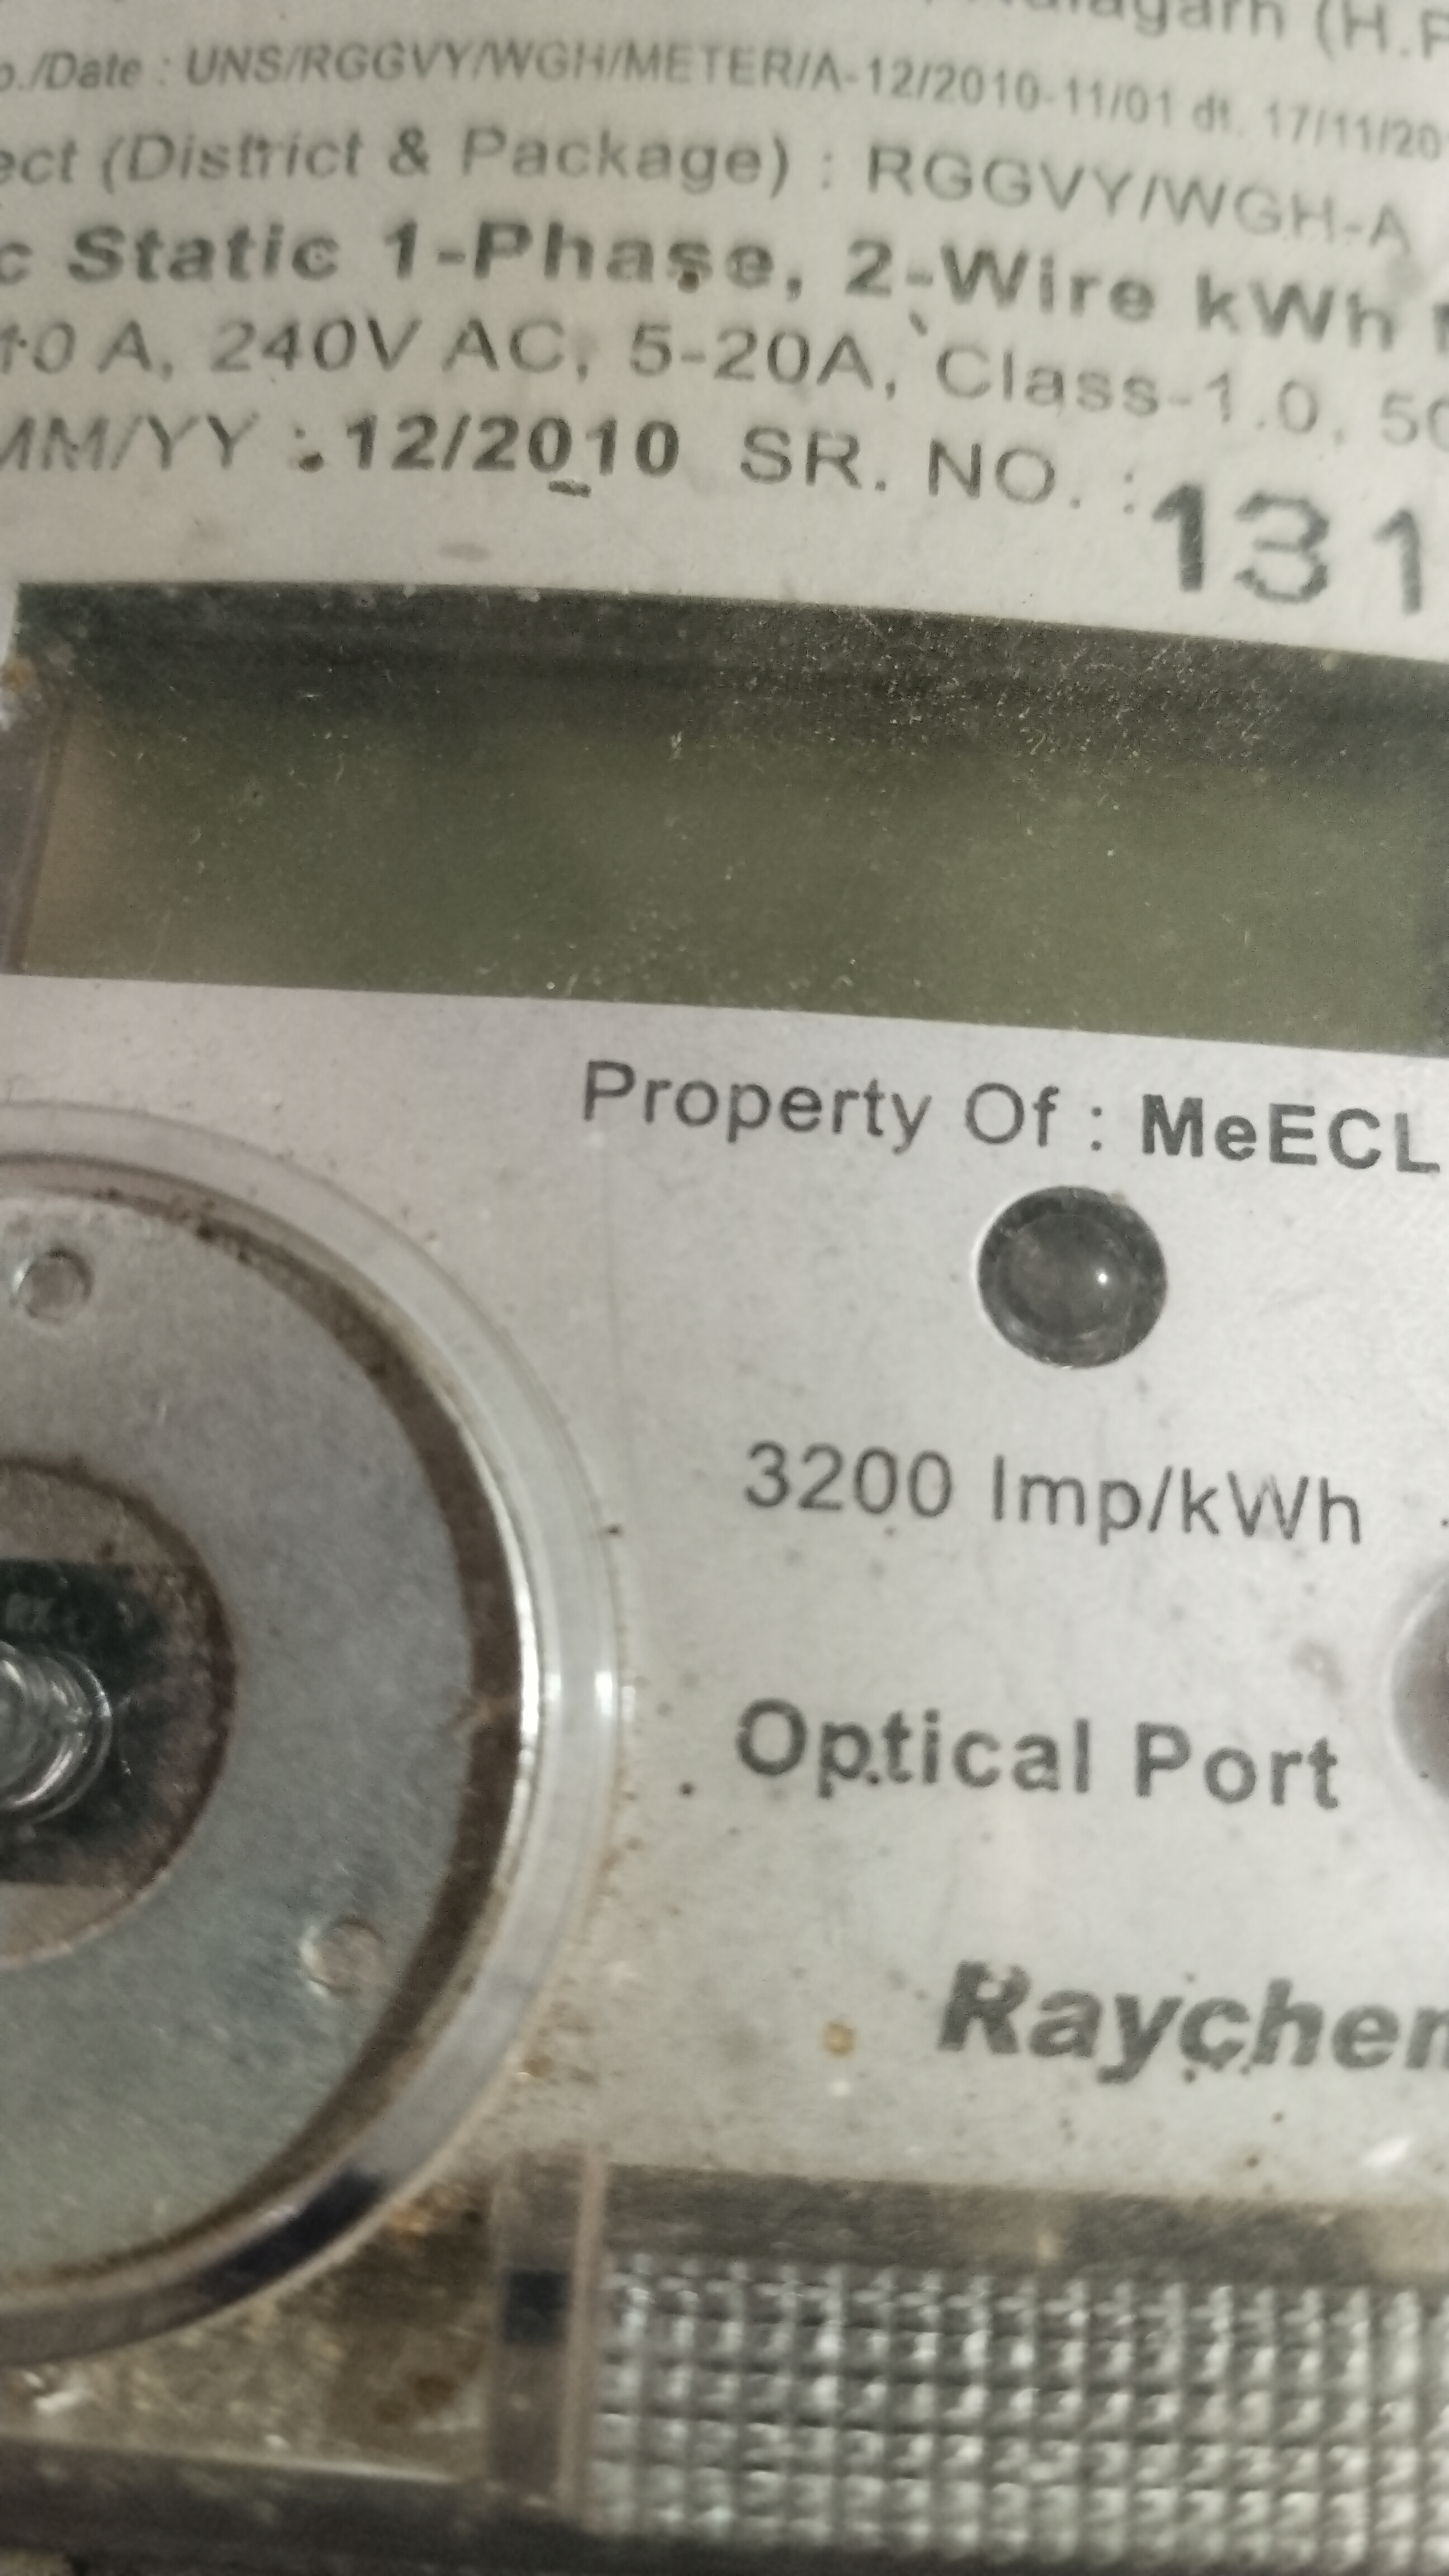 (H.P
./Date : UNS/RGGVY/WGH/METER/A-12/2010-11/01 dt. 17/11/20
ect (District & Package) : RGGVY/WGH-A
c Static 1-Phase, 2-Wire kWh
10 A, 240V AC, 5-20A, Class-1.0, 50
MM/YY : 12/2010 SR. NO. : 131
Property Of : MeECL
3200 Imp/kWh
Optical Port
Raychem